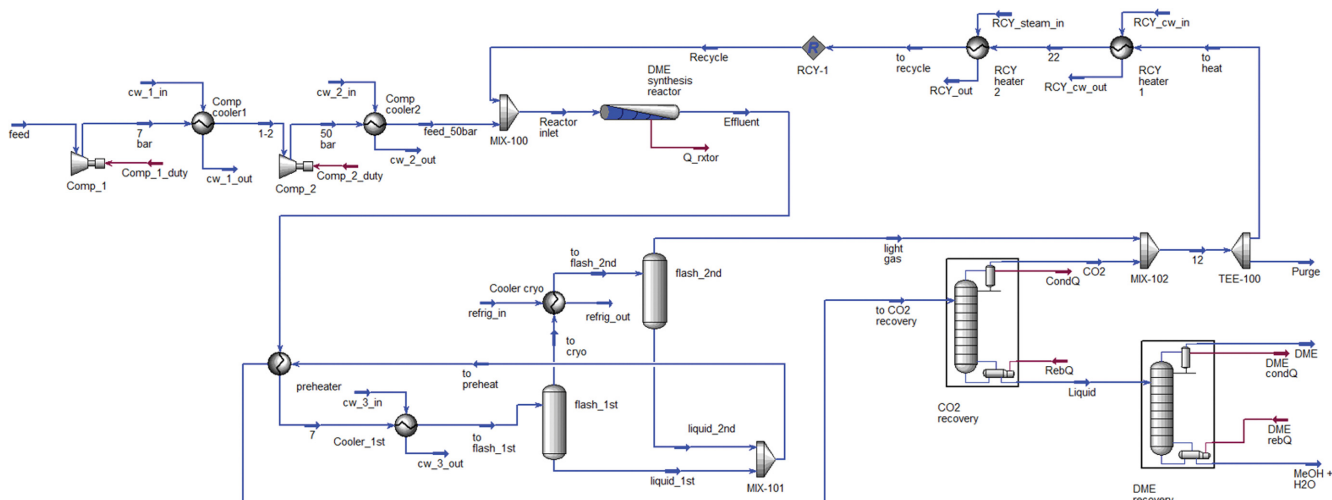 RCY_steam_in
RCY_cw_in
Recycle
RCY-1
to
recycle
22
to
heat
RCY_out
RCY
heater
2
RCY_cw_out
RCY
heater
1
cw_1_in
Comp
cooler1
cw_2_in
Comp
cooler2
DME
synthesis
reactor
feed
7
bar
1-2
50
bar
feed_50bar
MIX-100
Reactor
inlet
Effluent
Q_rxtor
Comp_1
Comp_1_duty
cw_1_out
Comp_2
Comp_2_duty
cw_2_out
to
flash_2nd
flash_2nd
light
gas
MIX-102
12
TEE-100
Purge
Cooler cryo
refrig_in
refrig_out
to
cryo
to CO2
recovery
CondQ
CO2
RebQ
Liquid
CO2
recovery
DME
condQ
DME
DME
rebQ
MeOH +
H2O
DME
recovery
preheater
to
preheat
cw_3_in
7
Cooler_1st
cw_3_out
to
flash_1st
flash_1st
liquid_2nd
liquid_1st
MIX-101